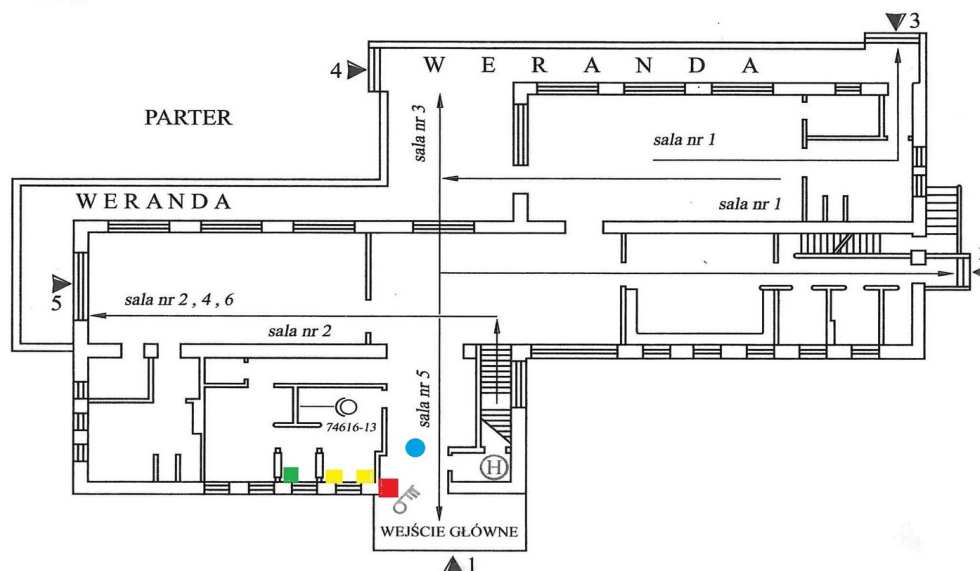 3
4
W E R A N D A
PARTER
sala nr 3
sala nr 1
WERANDA
sala nr 1
5
sala nr 2 , 4 , 6
sala nr 2
sala nr 5
74616-13
H
WEJŚCIE GŁÓWNE
1